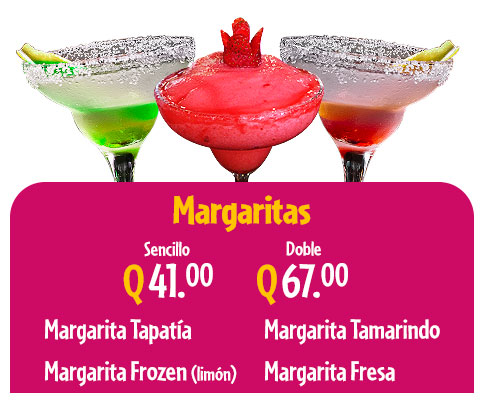 Margaritas
Sencillo Doble
Q 41.00 Q 67.00
Margarita Tapatía Margarita Tamarindo
Margarita Frozen (limón) Margarita Fresa